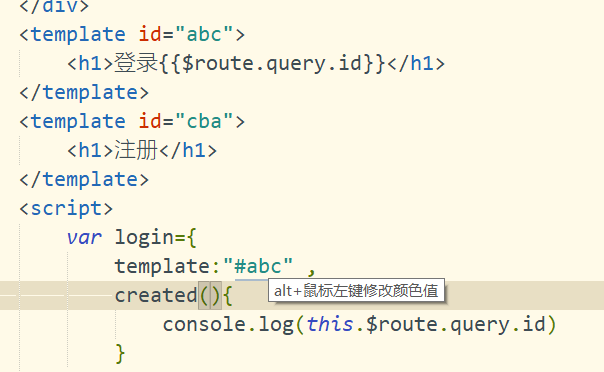 </div>
<template id="abc">
<h1>登录{{$route.query.id}}</h1>
</template>
<template id="cba">
<h1>注册</h1>
</template>
<script>
var login={
template:"#abc" ,
created(){
alt+鼠标左键修改颜色值
console.log(this.$route.query.id)
}